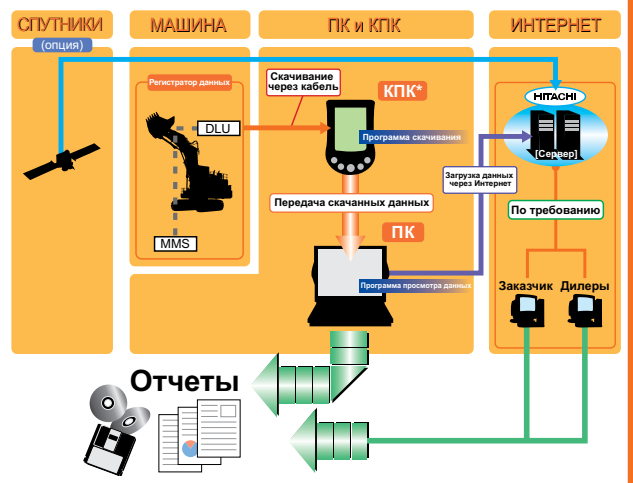 СПУТНИКИ
(опция)
МАШИНА
ПК и КПК
ИНТЕРНЕТ
Регистратор данных
DLU
MMS
Скачивание
через кабель
КПК*
Программа скачивания
Передача скачанных данных
ПК
Программа просмотра данных
Загрузка данных
через Интернет
HITACHI
[Сервер]
По требованию
Заказчик
Дилеры
Отчеты